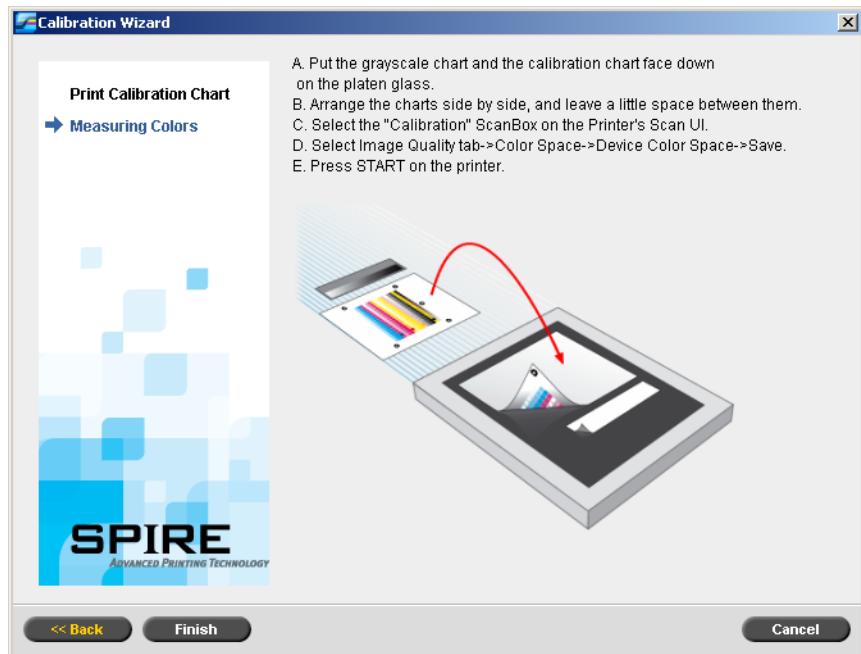 Calibration Wizard
Print Calibration Chart
Measuring Colors
A. Put the grayscale chart and the calibration chart face down
on the platen glass.
B. Arrange the charts side by side, and leave a little space between them.
C. Select the "Calibration" ScanBox on the Printer's Scan UI.
D. Select Image Quality tab->Color Space->Device Color Space->Save.
E. Press START on the printer.
SPIRE
ADVANCED PRINTING TECHNOLOGY
<< Back
Finish
Cancel